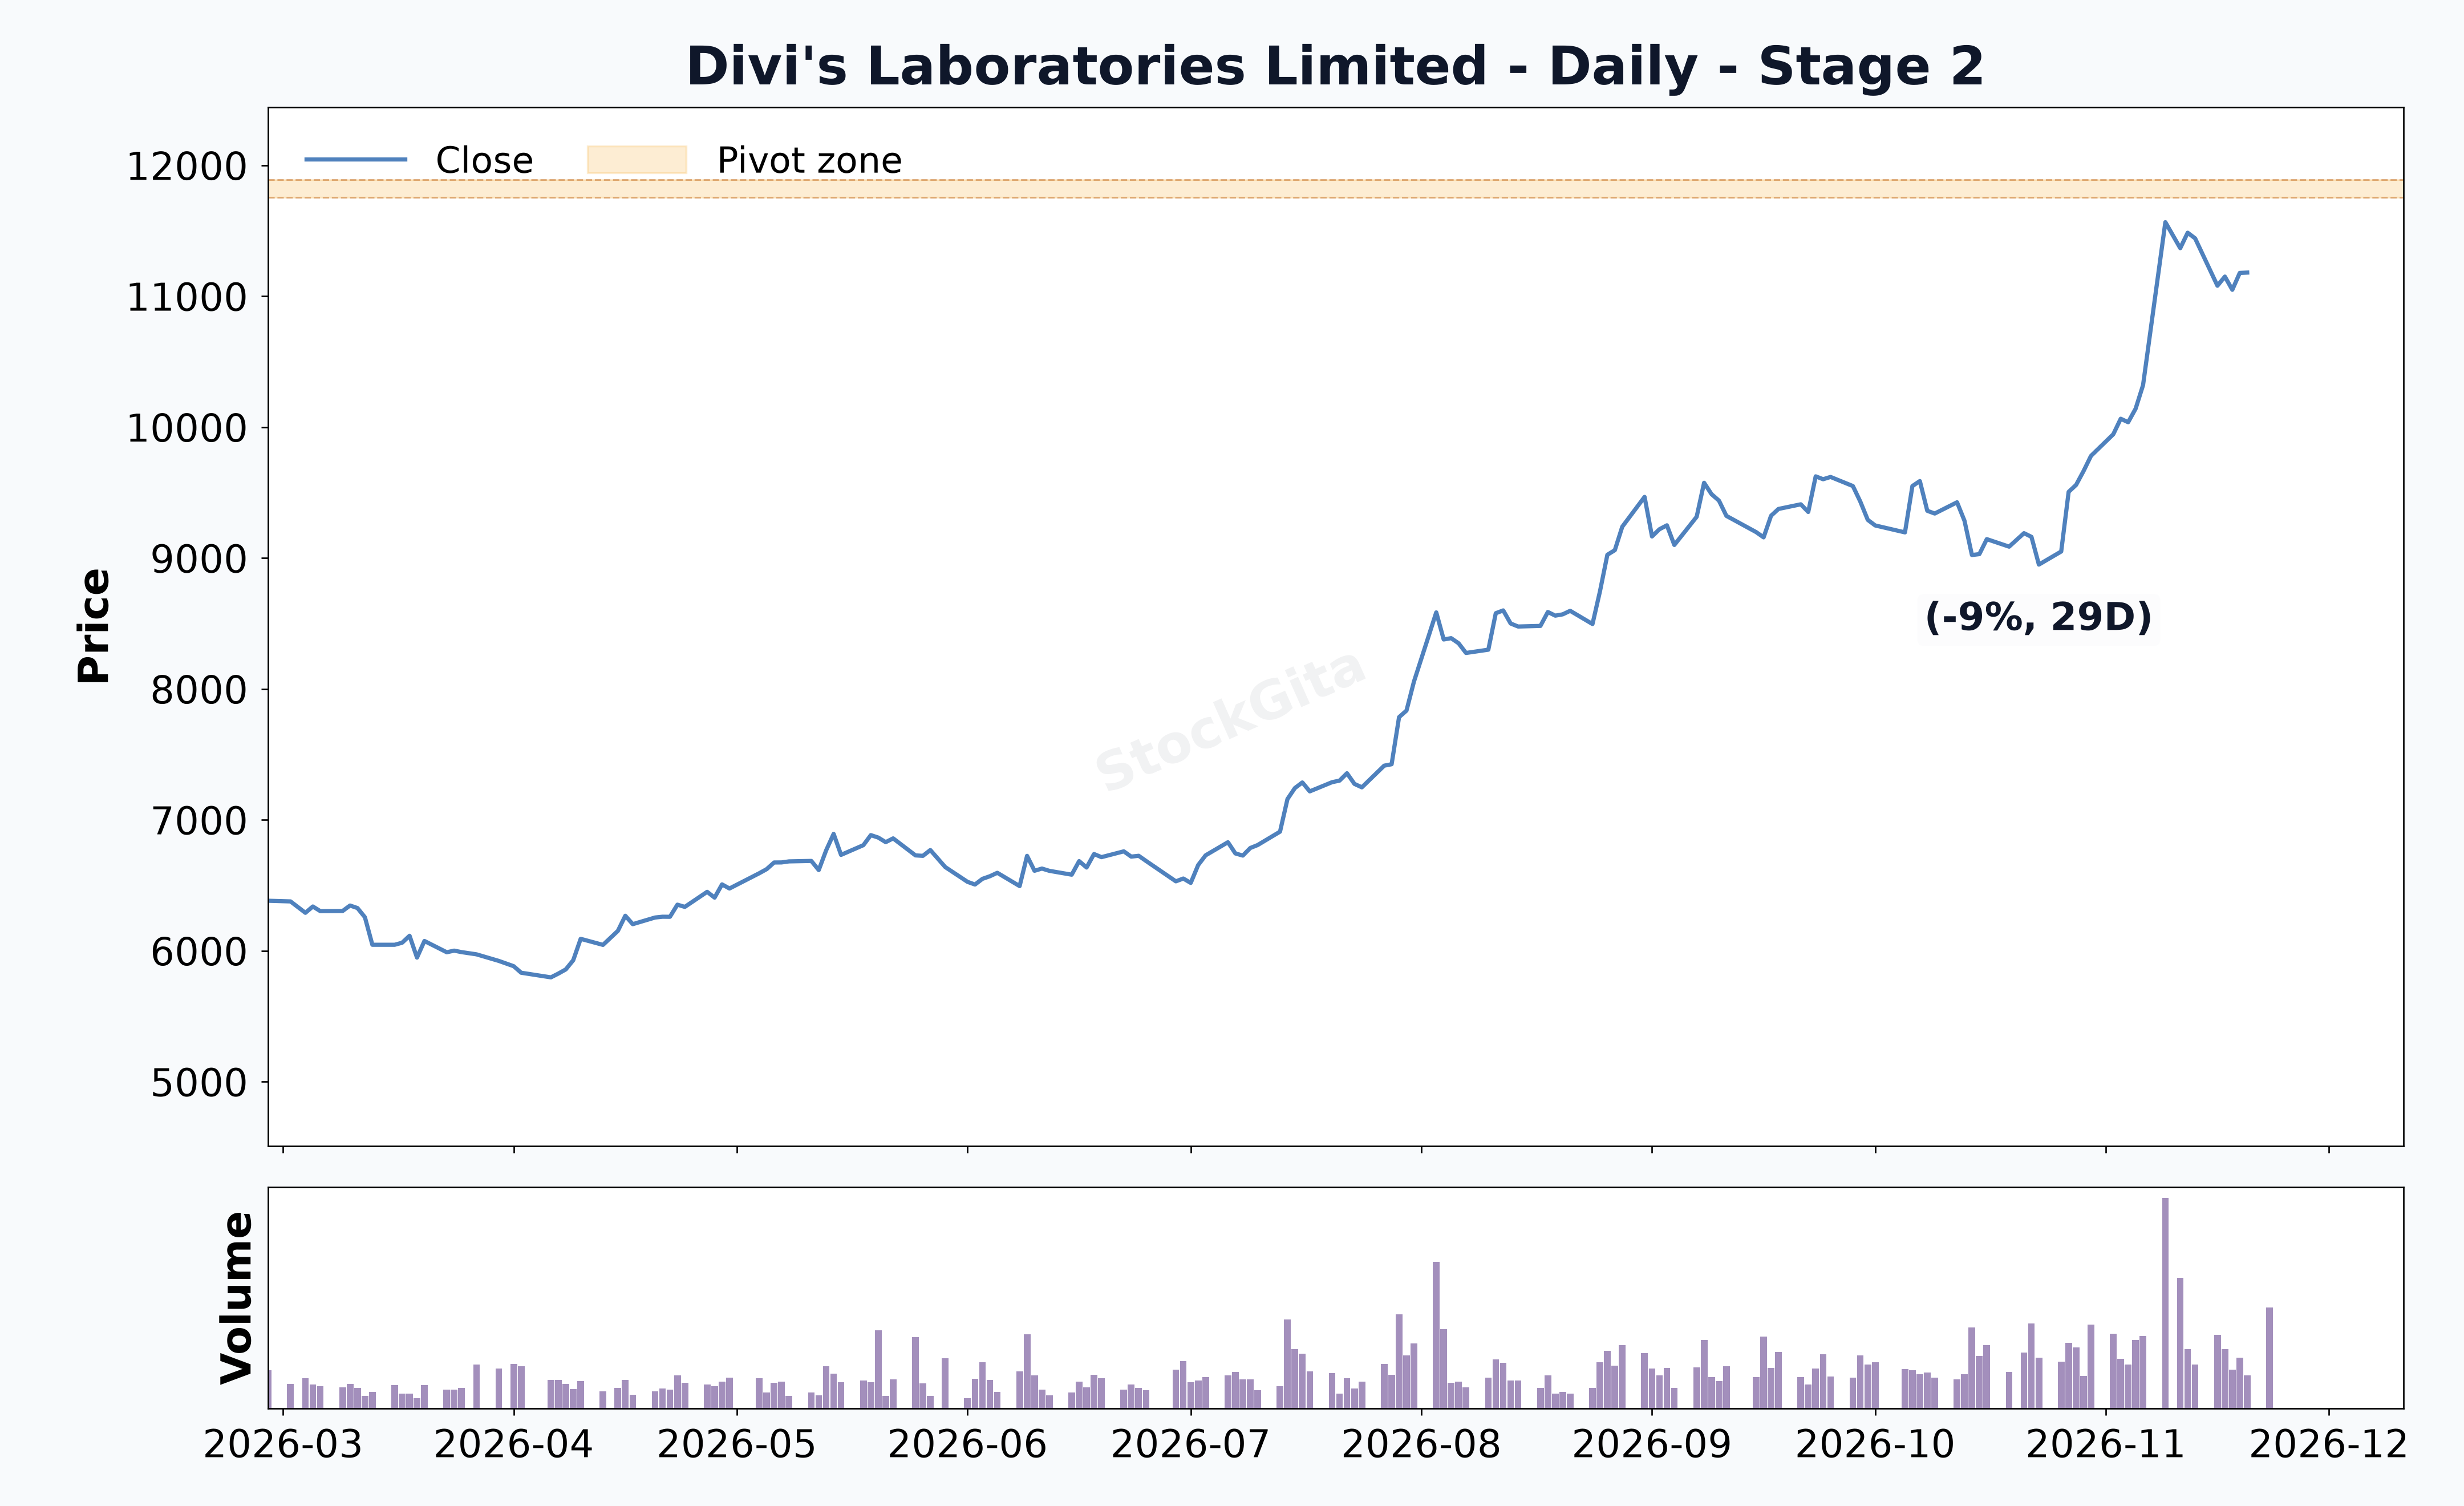 Divi's Laboratories Limited - Daily - Stage 2
Close
Pivot zone
12000
11000
10000
9000
8000
7000
6000
5000
Price
(-9%, 29D)
StockGita
Volume
2026-03
2026-04
2026-05
2026-06
2026-07
2026-08
2026-09
2026-10
2026-11
2026-12